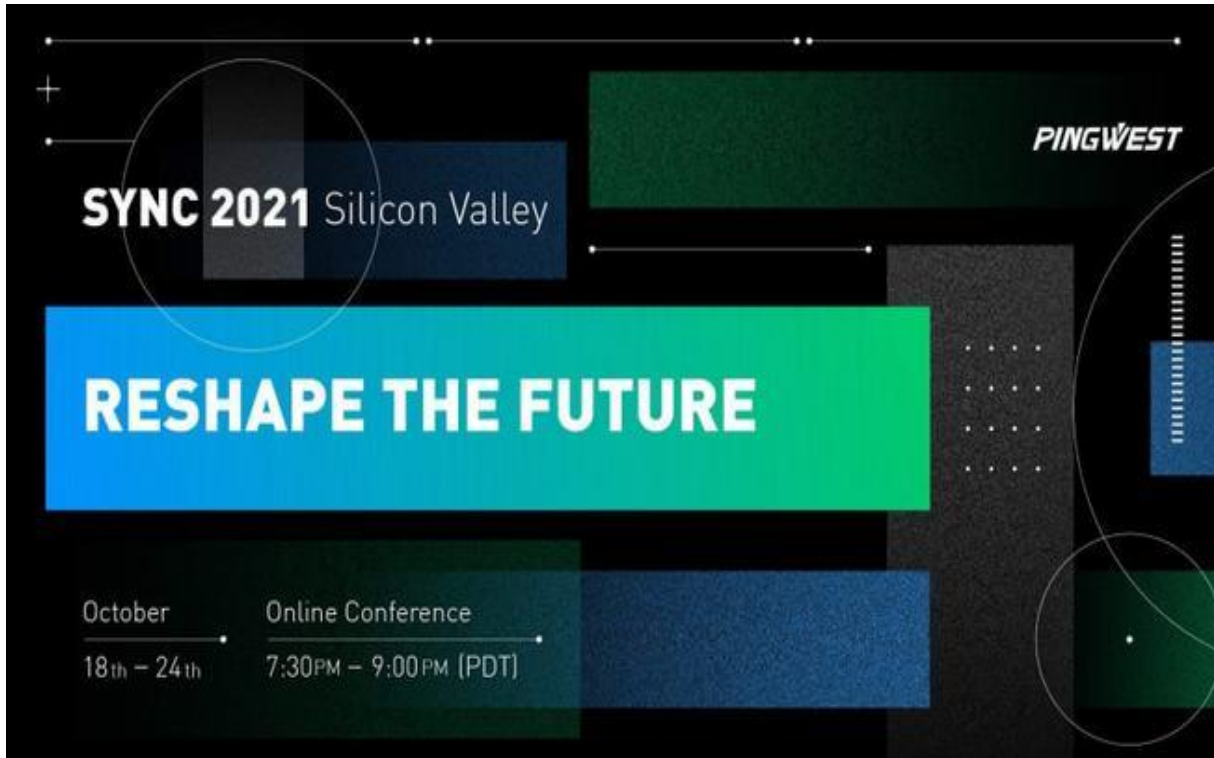 PINGWEST
SYNC 2021 Silicon Valley
RESHAPE THE FUTURE
October
18th – 24th
Online Conference
7:30PM – 9:00PM (PDT)